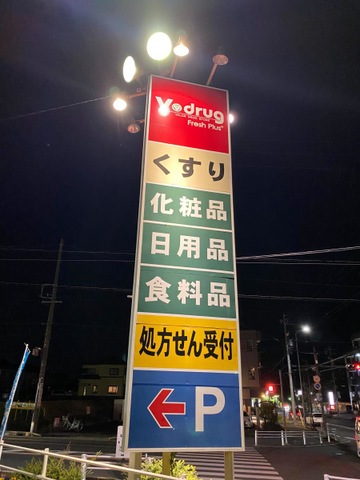 Y●drug
Fresh Plus+
くすり
化粧品
日用品
食料品
処方せん受付
P